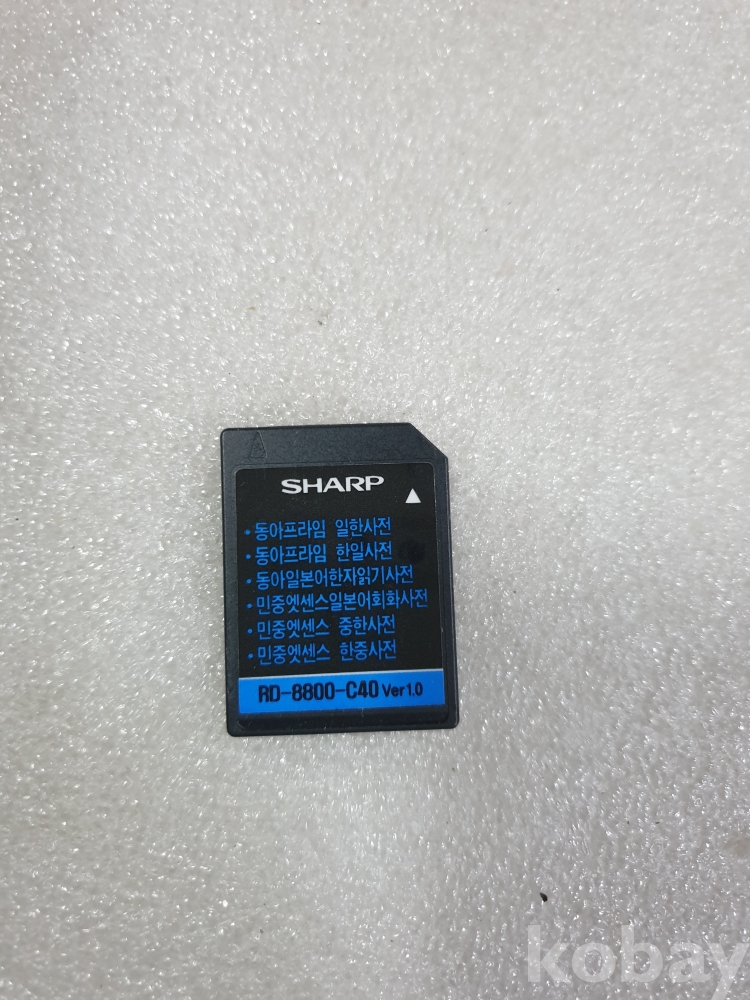 SHARP
▲
• 동아프라임 일한사전
• 동아프라임 한일사전
• 동아일본어한자읽기사전
• 민중엣센스일본어회화사전
• 민중엣센스 중한사전
• 민중엣센스 한중사전
RD-8800-C40 Ver1.0
kobay